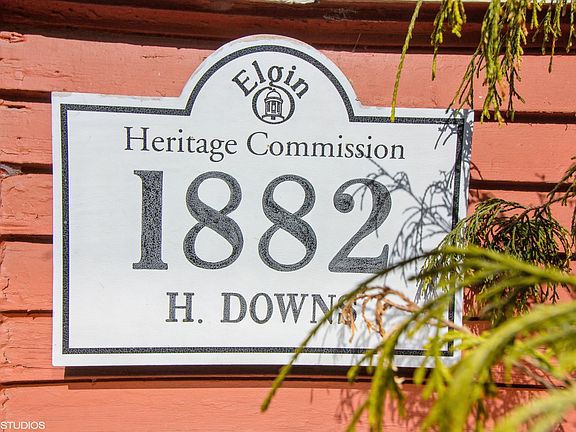 Elgin
Heritage Commission
1882
H. DOWNS
STUDIOS